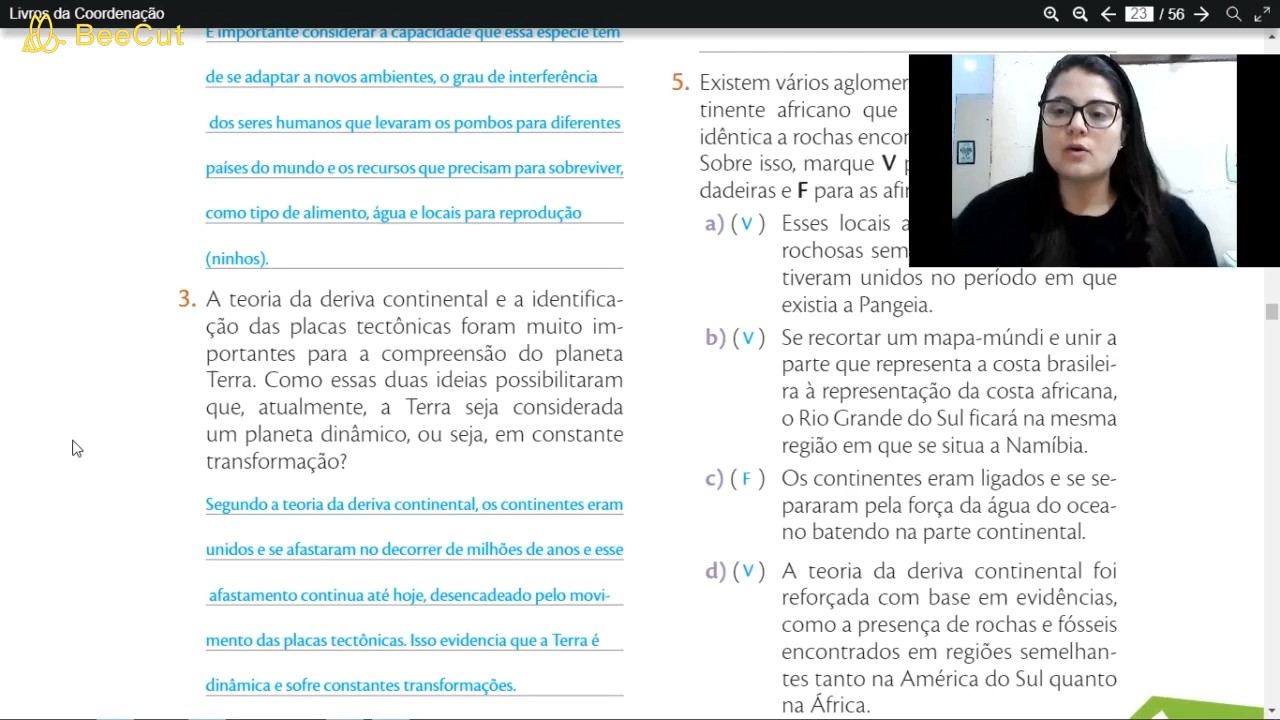 Livros da Coordenação
23 / 56
BeeCut
É importante considerar a capacidade que essa espécie tem
de se adaptar a novos ambientes, o grau de interferência
dos seres humanos que levaram os pombos para diferentes
países do mundo e os recursos que precisam para sobreviver,
como tipo de alimento, água e locais para reprodução
(ninhos).
3. A teoria da deriva continental e a identifica-
ção das placas tectônicas foram muito im-
portantes para a compreensão do planeta
Terra. Como essas duas ideias possibilitaram
que, atualmente, a Terra seja considerada
um planeta dinâmico, ou seja, em constante
transformação?
Segundo a teoria da deriva continental, os continentes eram
unidos e se afastaram no decorrer de milhões de anos e esse
afastamento continua até hoje, desencadeado pelo movi-
mento das placas tectônicas. Isso evidencia que a Terra é
dinâmica e sofre constantes transformações.
5. Existem vários aglomer
tinente africano que
idêntica a rochas encon
Sobre isso, marque V p
dadeiras e F para as afir
a) ( V ) Esses locais a
rochosas sem
tiveram unidos no período em que
existia a Pangeia.
b) ( V ) Se recortar um mapa-múndi e unir a
parte que representa a costa brasilei-
ra à representação da costa africana,
o Rio Grande do Sul ficará na mesma
região em que se situa a Namíbia.
c) ( F ) Os continentes eram ligados e se se-
pararam pela força da água do ocea-
no batendo na parte continental.
d) ( V ) A teoria da deriva continental foi
reforçada com base em evidências,
como a presença de rochas e fósseis
encontrados em regiões semelhan-
tes tanto na América do Sul quanto
na África.